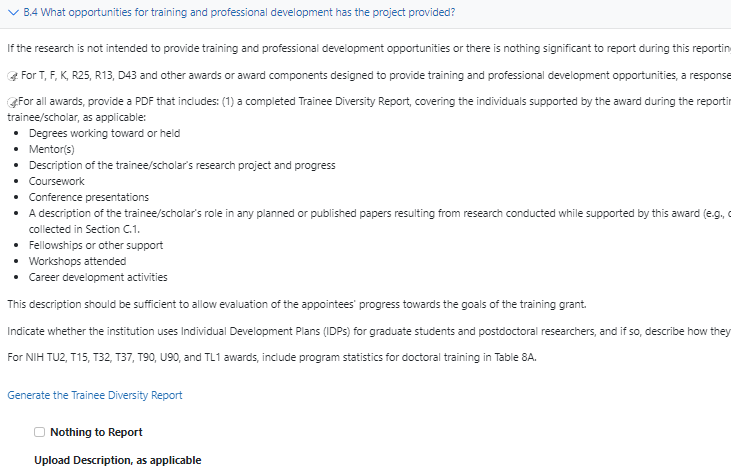 B.4 What opportunities for training and professional development has the project provided?
If the research is not intended to provide training and professional development opportunities or there is nothing significant to report during this reportin
For T, F, K, R25, R13, D43 and other awards or award components designed to provide training and professional development opportunities, a response
For all awards, provide a PDF that includes: (1) a completed Trainee Diversity Report, covering the individuals supported by the award during the reporti
trainee/scholar, as applicable:
• Degrees working toward or held
• Mentor(s)
• Description of the trainee/scholar's research project and progress
• Coursework
• Conference presentations
• A description of the trainee/scholar's role in any planned or published papers resulting from research conducted while supported by this award (e.g.,
collected in Section C.1.
• Fellowships or other support
• Workshops attended
• Career development activities
This description should be sufficient to allow evaluation of the appointees' progress towards the goals of the training grant.
Indicate whether the institution uses Individual Development Plans (IDPs) for graduate students and postdoctoral researchers, and if so, describe how they
For NIH TU2, T15, T32, T37, T90, U90, and TL1 awards, include program statistics for doctoral training in Table 8A.
Generate the Trainee Diversity Report
Nothing to Report
Upload Description, as applicable